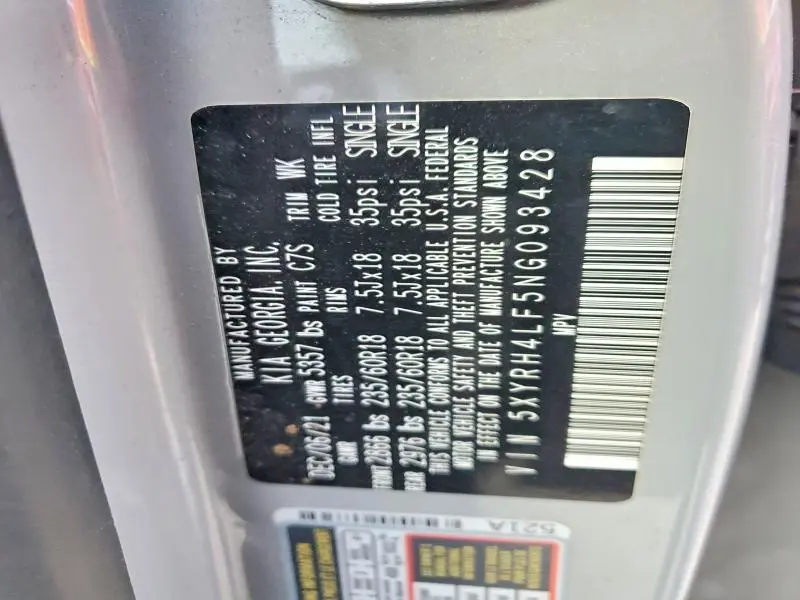 MANUFACTURED BY
KIA GEORGIA, INC.
DEC/06/21 GVWR 5357 lbs PAINT C7S TRIM WK
GAWR TIRES RIMS COLD TIRE INFL
FRONT 2866 lbs 235/60R18 7.5Jx18 35psi SINGLE
REAR 2976 lbs 235/60R18 7.5Jx18 35psi SINGLE
THIS VEHICLE CONFORMS TO ALL APPLICABLE U.S.A. FEDERAL
MOTOR VEHICLE SAFETY AND THEFT PREVENTION STANDARDS
IN EFFECT ON THE DATE OF MANUFACTURE SHOWN ABOVE
VIN 5XYRH4LF5NG093428
MPV
521A